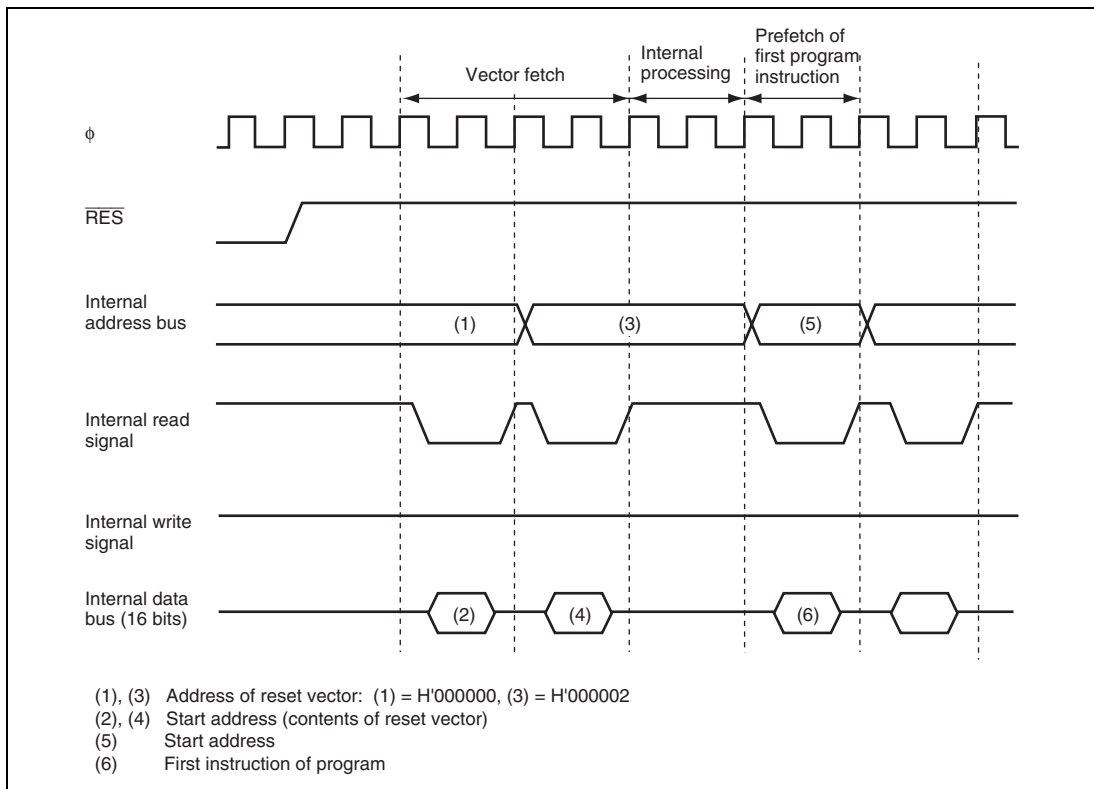 Prefetch of
first program
instruction
Internal
processing
Vector fetch
ϕ
R̅E̅S̅
Internal
address bus
(1)
(3)
(5)
Internal read
signal
Internal write
signal
Internal data
bus (16 bits)
(2)
(4)
(6)
(1), (3) Address of reset vector: (1) = H'000000, (3) = H'000002
(2), (4) Start address (contents of reset vector)
(5) Start address
(6) First instruction of program